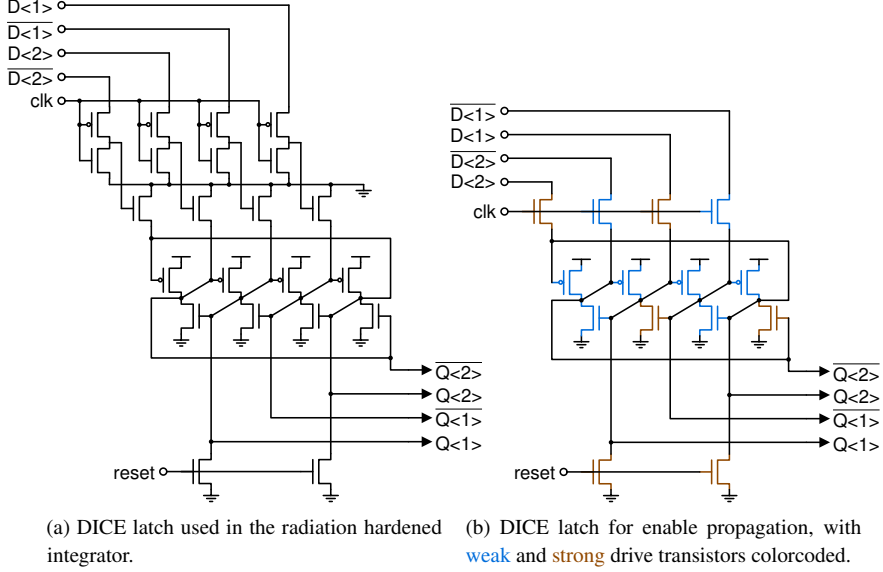 D<1>
D̅<̅1̅>̅
D<2>
D̅<̅2̅>̅
clk
Q̅<̅2̅>̅
Q<2>
Q̅<̅1̅>̅
Q<1>
reset
(a) DICE latch used in the radiation hardened
integrator.
D̅<̅1̅>̅
D<1>
D̅<̅2̅>̅
D<2>
clk
Q̅<̅2̅>̅
Q<2>
Q̅<̅1̅>̅
Q<1>
reset
(b) DICE latch for enable propagation, with
weak and strong drive transistors colorcoded.